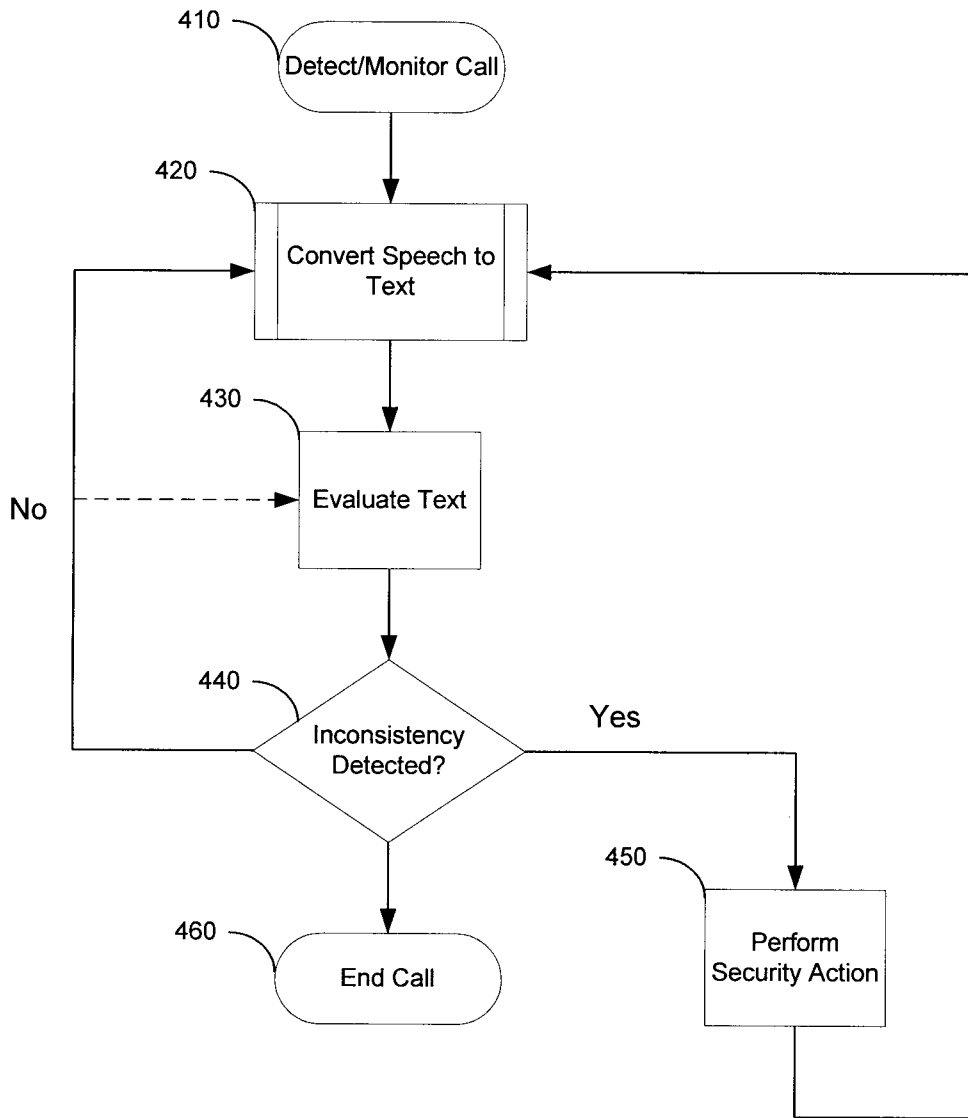 410
Detect/Monitor Call
420
Convert Speech to
Text
430
Evaluate Text
No
440
Inconsistency
Detected?
Yes
450
Perform
Security Action
460
End Call